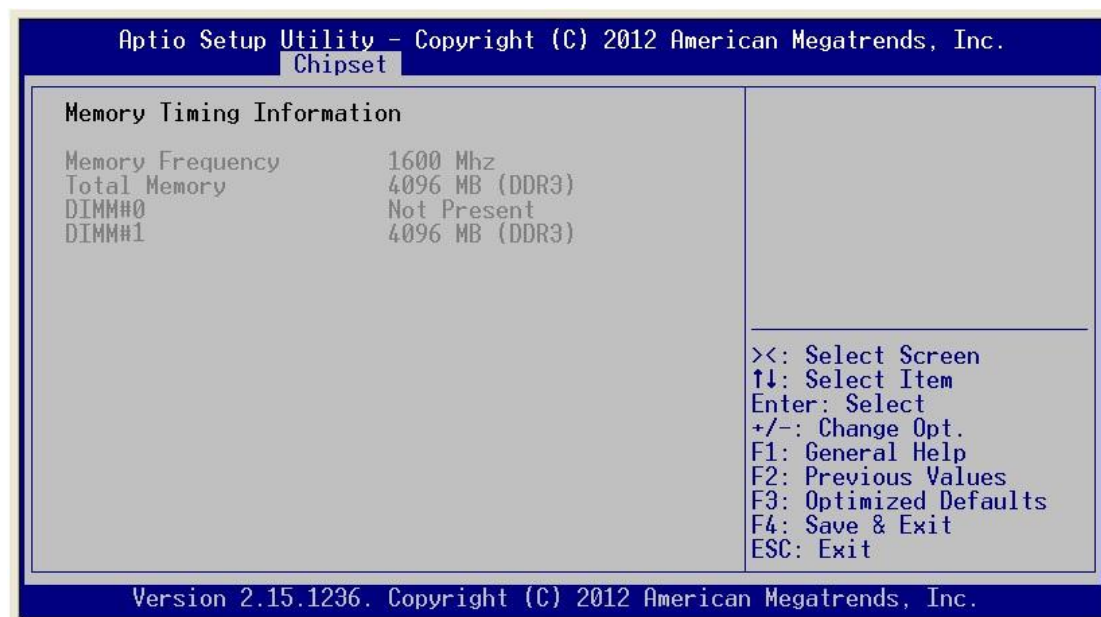 Aptio Setup Utility – Copyright (C) 2012 American Megatrends, Inc.
Chipset
Memory Timing Information
Memory Frequency 1600 Mhz
Total Memory 4096 MB (DDR3)
DIMM#0 Not Present
DIMM#1 4096 MB (DDR3)
><: Select Screen
↑↓: Select Item
Enter: Select
+/-: Change Opt.
F1: General Help
F2: Previous Values
F3: Optimized Defaults
F4: Save & Exit
ESC: Exit
Version 2.15.1236. Copyright (C) 2012 American Megatrends, Inc.